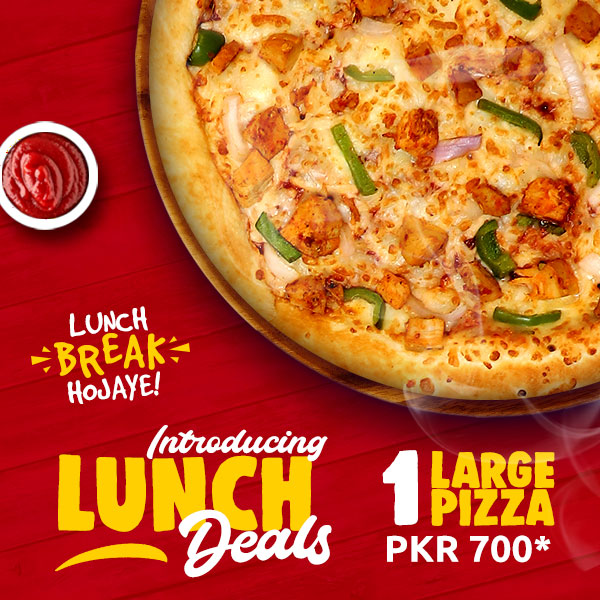 LUNCH
BREAK
HOJAYE!
Introducing
LUNCH
Deals
1 LARGE
PIZZA
PKR 700*